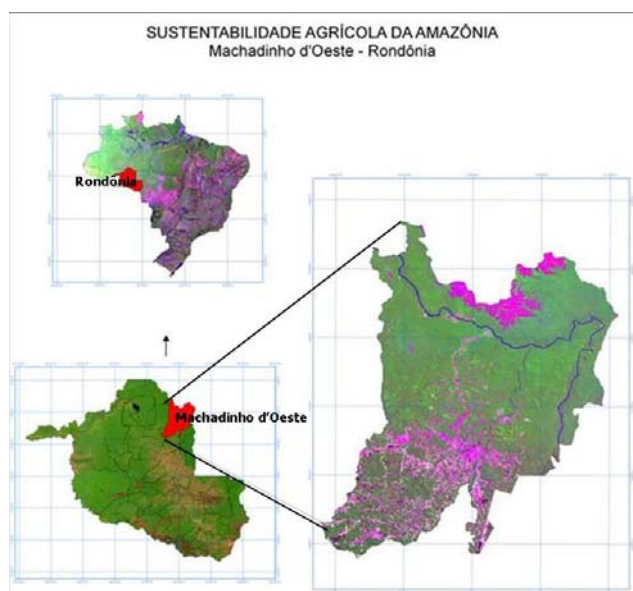 SUSTENTABILIDADE AGRÍCOLA DA AMAZÔNIA
Machadinho d'Oeste - Rondônia
Rondônia
Machadinho d'Oeste